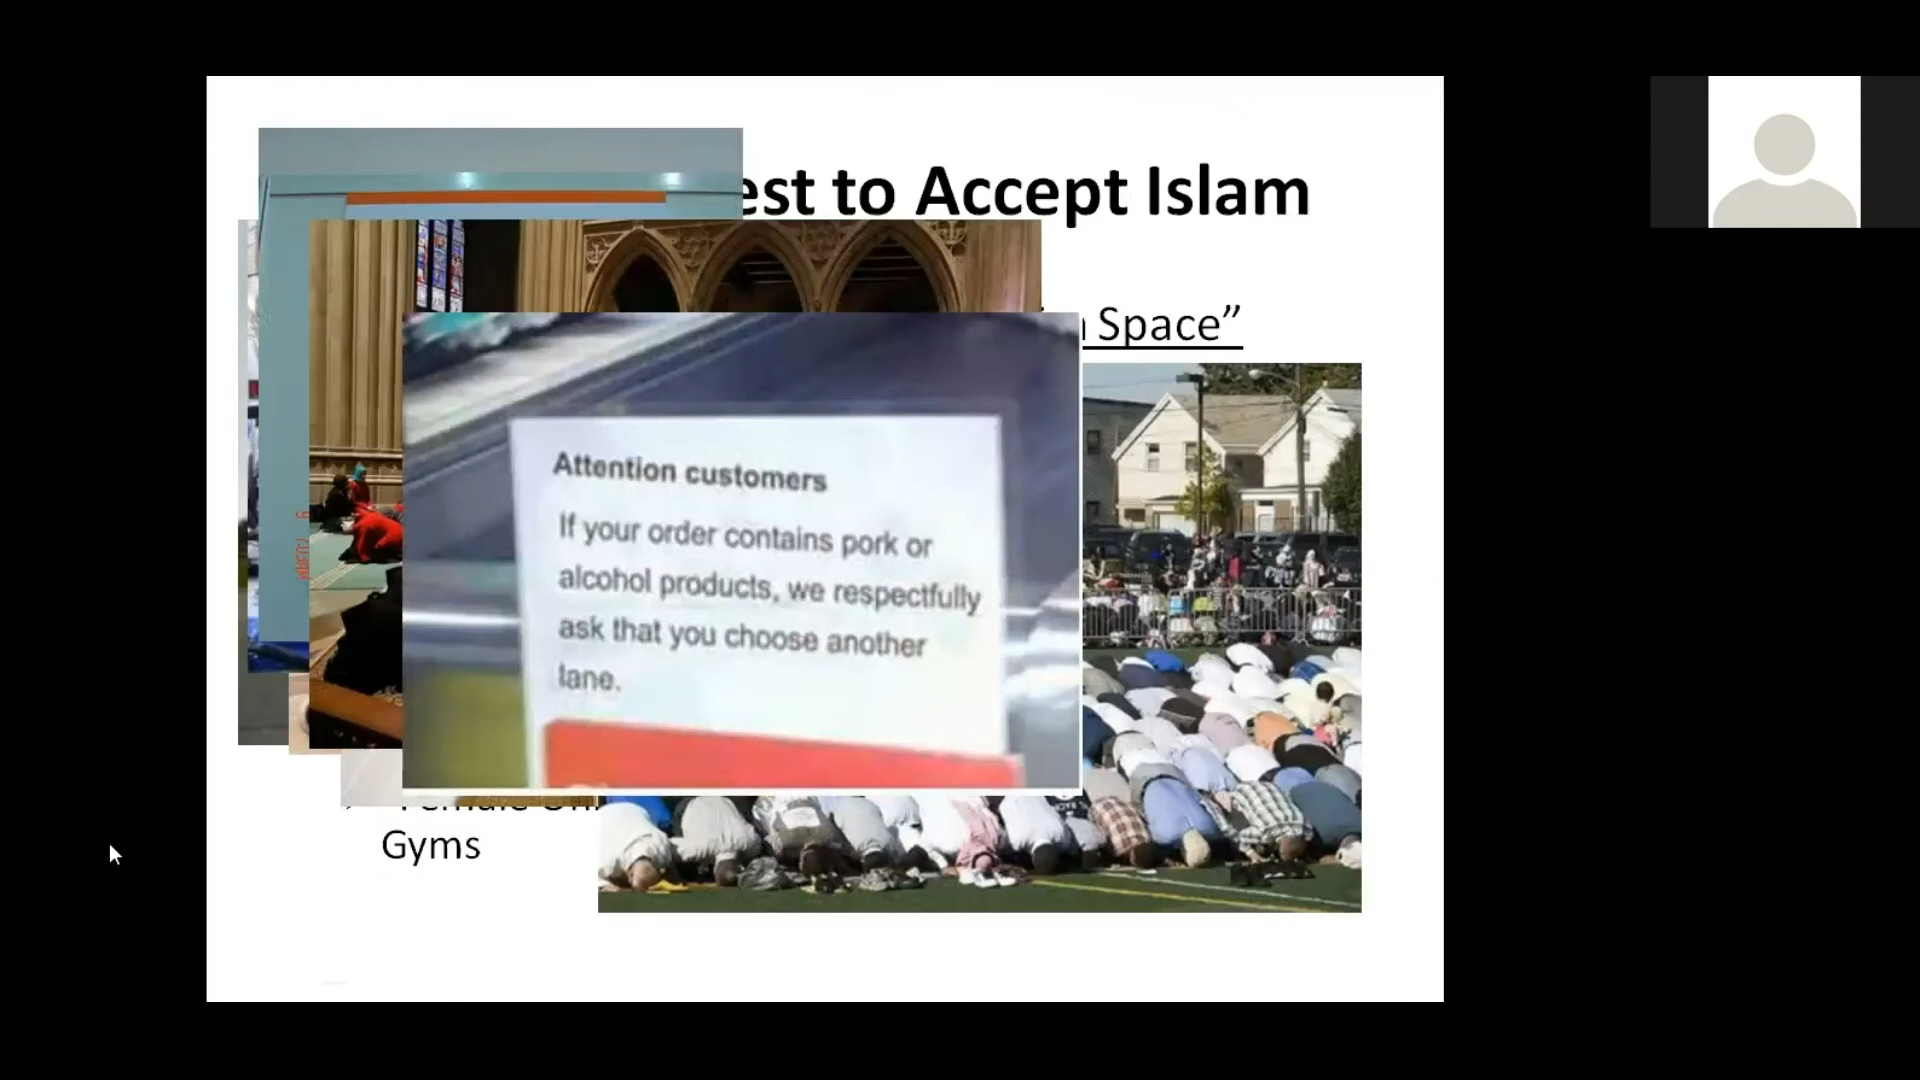 est to Accept Islam
Space”
Attention customers
If your order contains pork or
alcohol products, we respectfully
ask that you choose another
lane.
Gyms